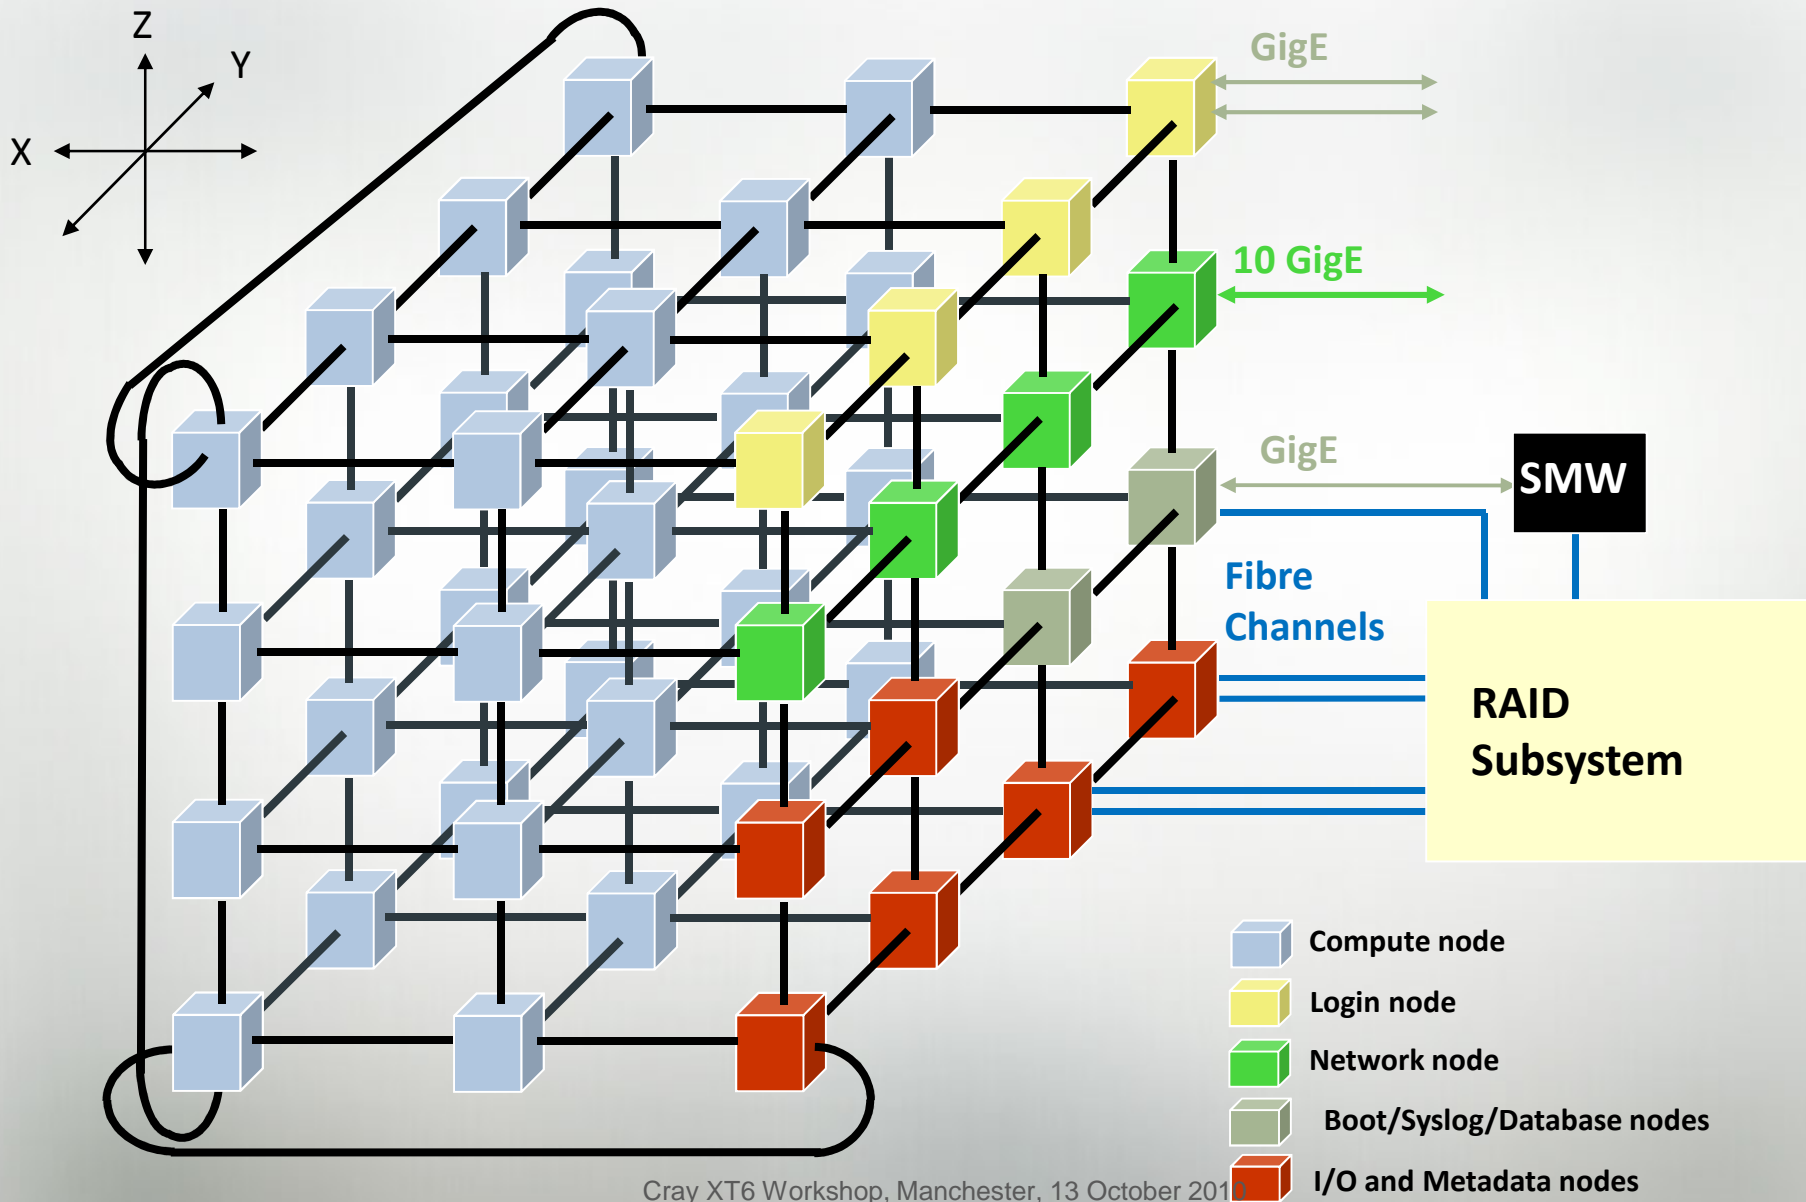 Z
Y
X
GigE
10 GigE
GigE
SMW
Fibre
Channels
RAID
Subsystem
Compute node
Login node
Network node
Boot/Syslog/Database nodes
I/O and Metadata nodes
Cray XT6 Workshop, Manchester, 13 October 2010